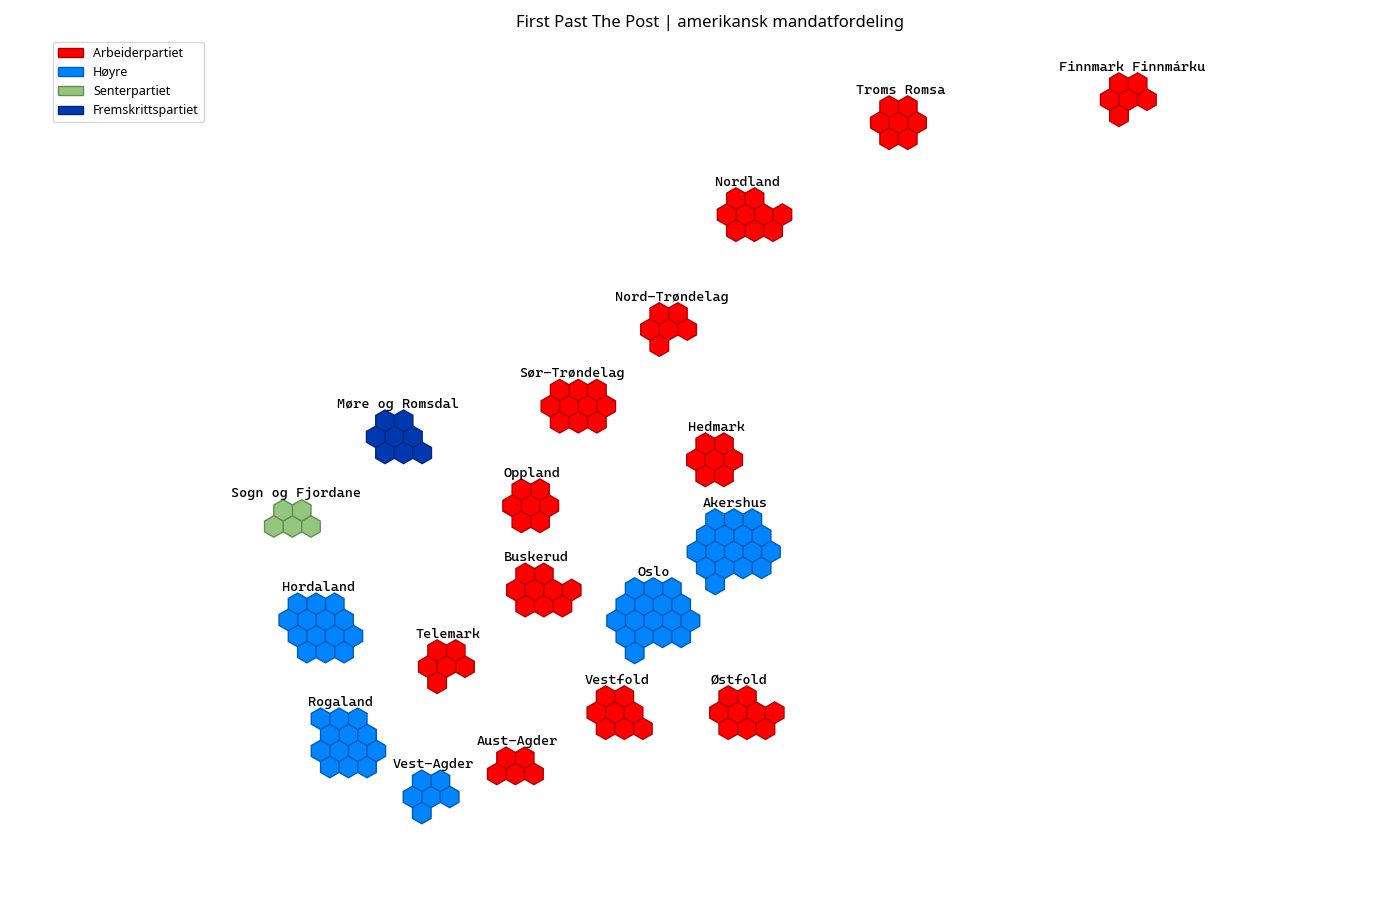 First Past The Post | amerikansk mandatfordeling
Arbeiderpartiet
Høyre
Senterpartiet
Fremskrittspartiet
Finnmark Finnmárku
Troms Romsa
Nordland
Nord-Trøndelag
Sør-Trøndelag
Møre og Romsdal
Hedmark
Oppland
Sogn og Fjordane
Akershus
Buskerud
Oslo
Hordaland
Telemark
Vestfold
Østfold
Rogaland
Aust-Agder
Vest-Agder